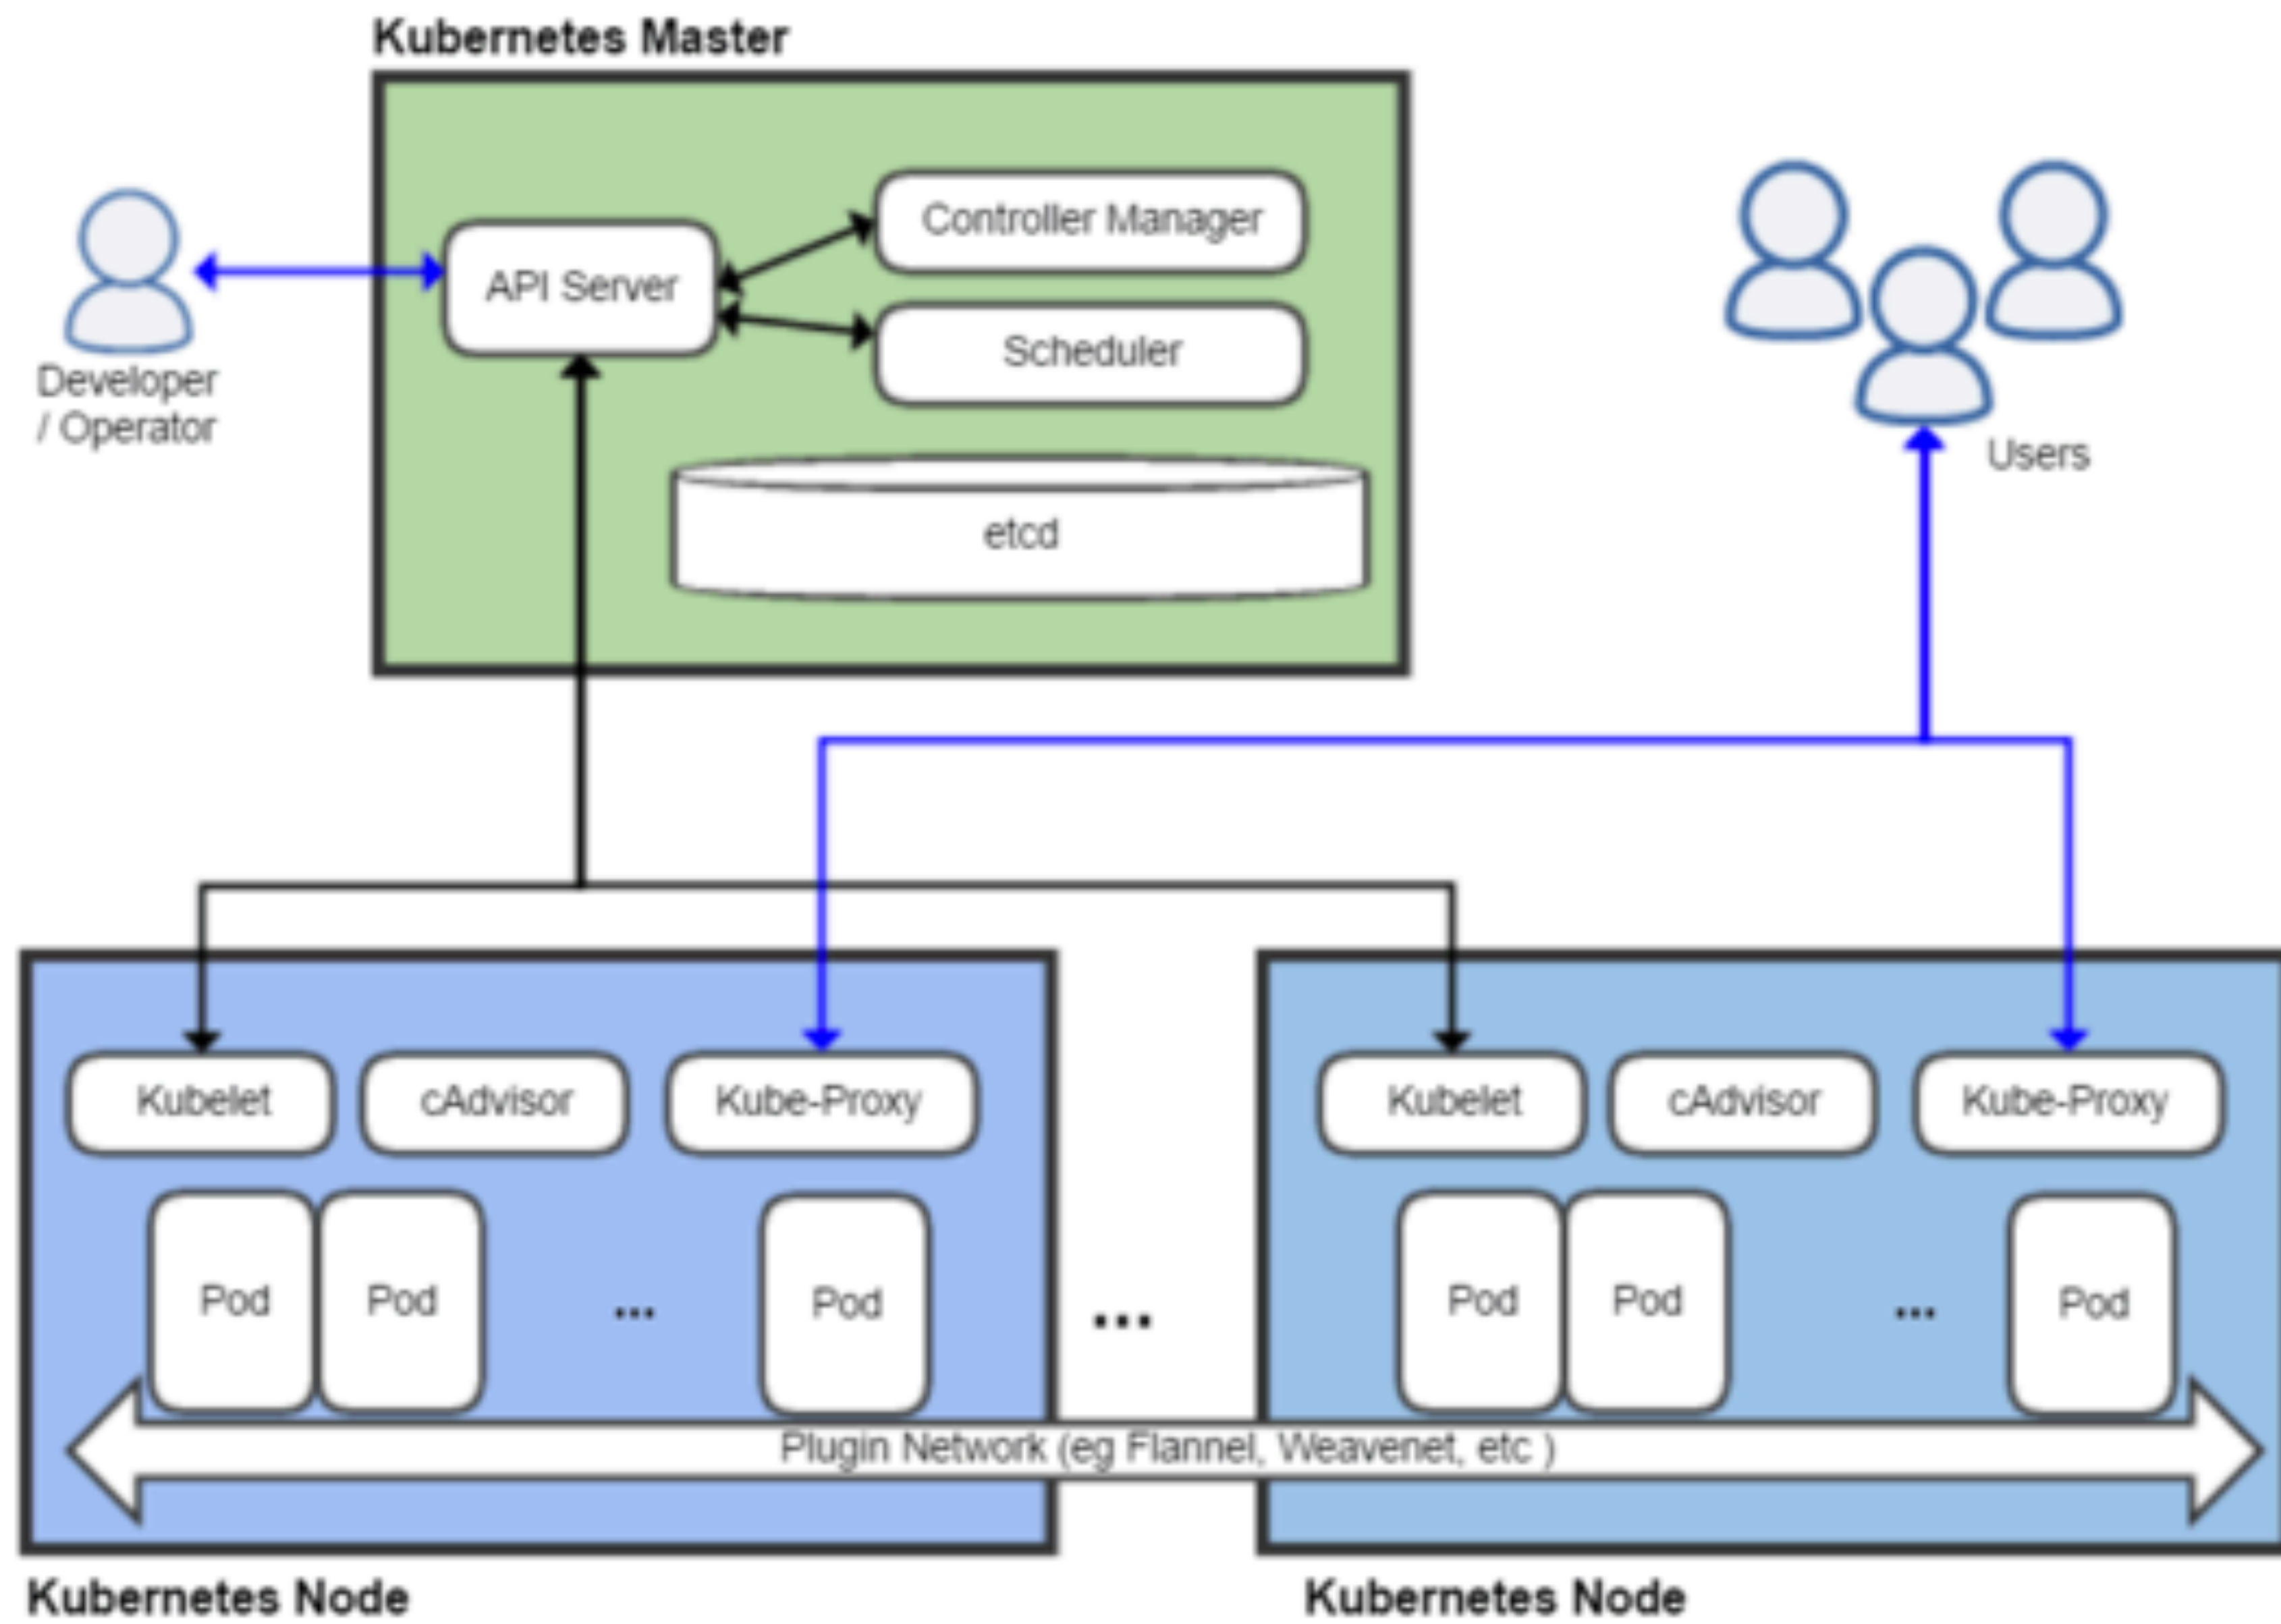 Kubernetes Master
Controller Manager
API Server
Scheduler
Developer
/ Operator
Users
etcd
Kubelet
cAdvisor
Kube-Proxy
Kubelet
cAdvisor
Kube-Proxy
Pod
Pod
...
Pod
...
Pod
Pod
...
Pod
Plugin Network (eg Flannel, Weavenet, etc )
Kubernetes Node
Kubernetes Node